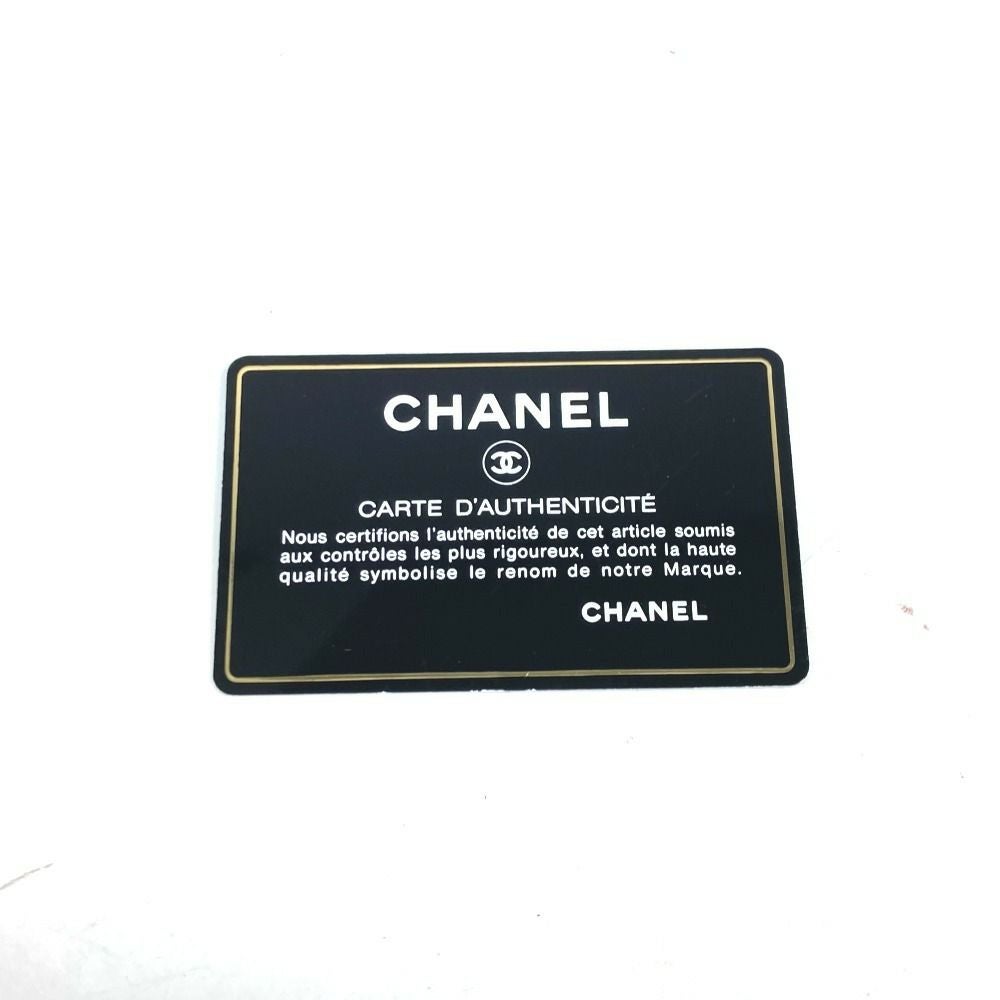 CHANEL
CARTE D'AUTHENTICITÉ
Nous certifions l'authenticité de cet article soumis
aux contrôles les plus rigoureux, et dont la haute
qualité symbolise le renom de notre Marque.
CHANEL